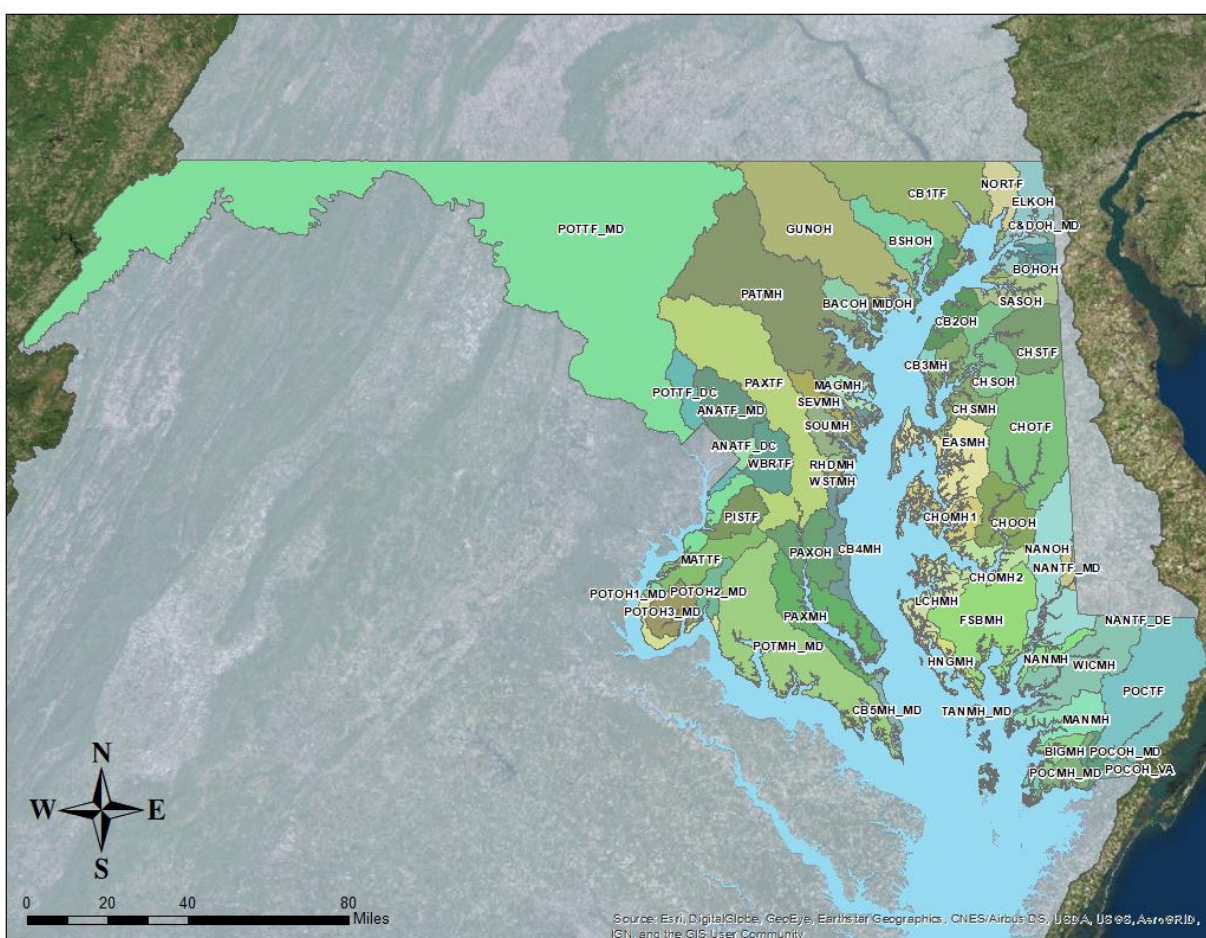 NORTF
CB1TF
ELKOH
C&DOH_MD
POTTF_MD
GUNOH
BSHOH
BOHOH
PATMH
BACOH
MIDOH
SASOH
CB2OH
CHSTF
CB3MH
POTTF_DC
PAXTF
MAGMH
CHSOH
SEVMH
ANATF_MD
CHSMH
SOUMH
CHOTF
ANATF_DC
EASMH
WBRTF
RHDMH
WSTMH
PISTF
CHOMH1
CHOOH
PAXOH
CB4MH
NANOH
MATTF
NANTF_MD
CHOMH2
POTOH1_MD
POTOH2_MD
LCHMH
POTOH3_MD
PAXMH
FSBMH
NANTF_DE
POTMH_MD
HNGMH
NANMH
WICMH
POCTF
CB5MH_MD
TANMH_MD
MANMH
BIGMH
POCOH_MD
POCMH_MD
POCOH_VA
N
W
E
S
0 20 40 80
Miles
Source: Esri, DigitalGlobe, GeoEye, Earthstar Geographics, CNES/Airbus DS, USDA, USGS, AeroGRID,
IGN, and the GIS User Community